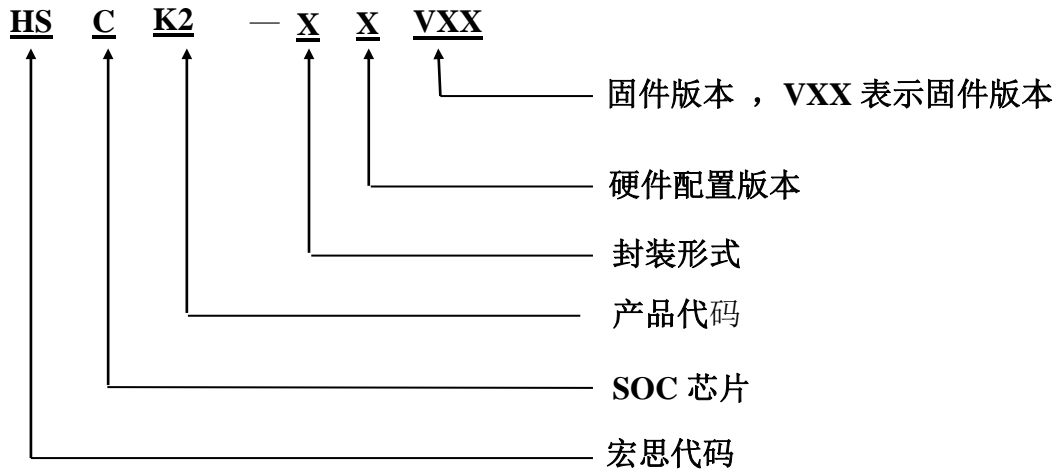 HS C K2 — X X VXX
固件版本 ，VXX 表示固件版本
硬件配置版本
封装形式
产品代码
SOC 芯片
宏思代码